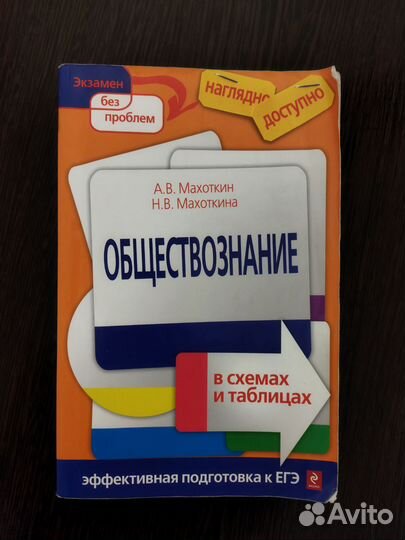 Экзамен
без
проблем
наглядно
доступно
А.В. Махоткин
Н.В. Махоткина
ОБЩЕСТВОЗНАНИЕ
в схемах
и таблицах
эффективная подготовка к ЕГЭ
Avito